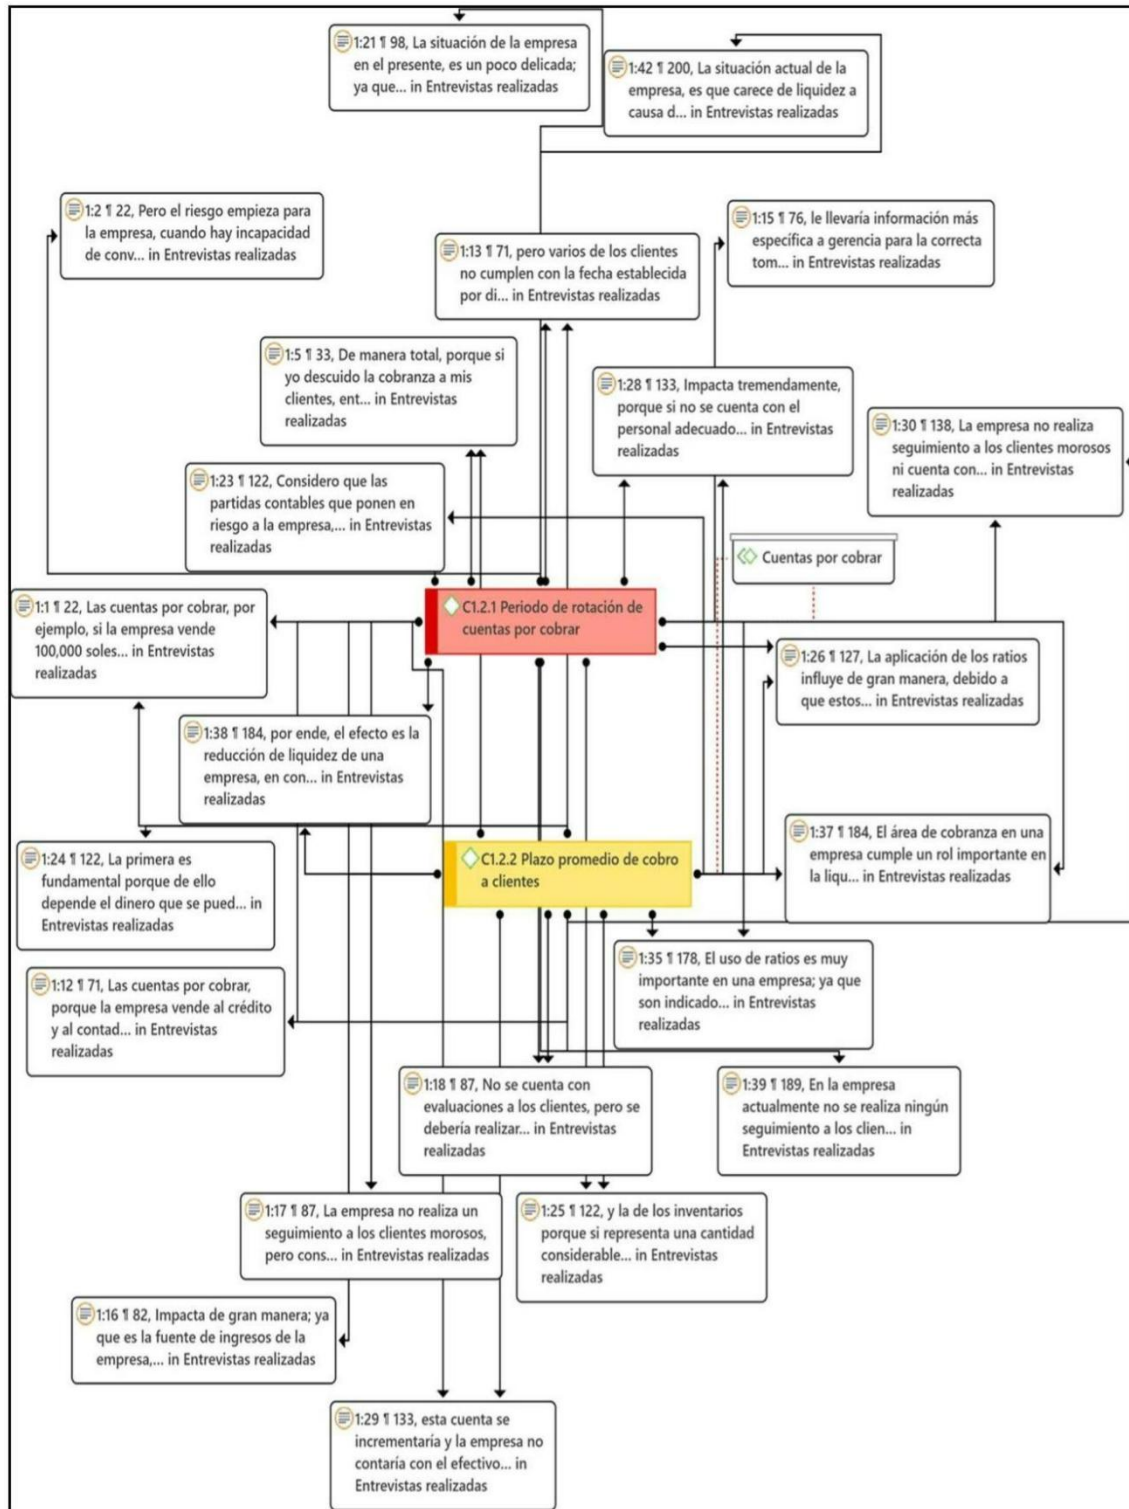 1:21 ¶ 98, La situación de la empresa
en el presente, es un poco delicada;
ya que... in Entrevistas realizadas
1:42 ¶ 200, La situación actual de la
empresa, es que carece de liquidez a
causa d... in Entrevistas realizadas
1:2 ¶ 22, Pero el riesgo empieza para
la empresa, cuando hay incapacidad
de conv... in Entrevistas realizadas
1:13 ¶ 71, pero varios de los clientes
no cumplen con la fecha establecida
por di... in Entrevistas realizadas
1:15 ¶ 76, le llevaría información más
específica a gerencia para la correcta
tom... in Entrevistas realizadas
1:5 ¶ 33, De manera total, porque si
yo descuido la cobranza a mis
clientes, ent... in Entrevistas
realizadas
1:28 ¶ 133, Impacta tremendamente,
porque si no se cuenta con el
personal adecuado... in Entrevistas
realizadas
1:30 ¶ 138, La empresa no realiza
seguimiento a los clientes morosos
ni cuenta con... in Entrevistas
realizadas
1:23 ¶ 122, Considero que las
partidas contables que ponen en
riesgo a la empresa,... in Entrevistas
realizadas
Cuentas por cobrar
1:1 ¶ 22, Las cuentas por cobrar, por
ejemplo, si la empresa vende
100,000 soles... in Entrevistas
realizadas
C1.2.1 Periodo de rotación de
cuentas por cobrar
1:26 ¶ 127, La aplicación de los ratios
influye de gran manera, debido a
que estos... in Entrevistas realizadas
1:38 ¶ 184, por ende, el efecto es la
reducción de liquidez de una
empresa, en con... in Entrevistas
realizadas
1:24 ¶ 122, La primera es
fundamental porque de ello
depende el dinero que se pued... in
Entrevistas realizadas
C1.2.2 Plazo promedio de cobro
a clientes
1:37 ¶ 184, El área de cobranza en una
empresa cumple un rol importante en
la liqu... in Entrevistas realizadas
1:12 ¶ 71, Las cuentas por cobrar,
porque la empresa vende al crédito
y al contad... in Entrevistas
realizadas
1:35 ¶ 178, El uso de ratios es muy
importante en una empresa; ya que
son indicado... in Entrevistas
realizadas
1:18 ¶ 87, No se cuenta con
evaluaciones a los clientes, pero se
debería realizar... in Entrevistas
realizadas
1:39 ¶ 189, En la empresa
actualmente no se realiza ningún
seguimiento a los clien... in
Entrevistas realizadas
1:17 ¶ 87, La empresa no realiza un
seguimiento a los clientes morosos,
pero cons... in Entrevistas realizadas
1:25 ¶ 122, y la de los inventarios
porque si representa una cantidad
considerable... in Entrevistas
realizadas
1:16 ¶ 82, Impacta de gran manera; ya
que es la fuente de ingresos de la
empresa,... in Entrevistas realizadas
1:29 ¶ 133, esta cuenta se
incrementaría y la empresa no
contaría con el efectivo... in
Entrevistas realizadas